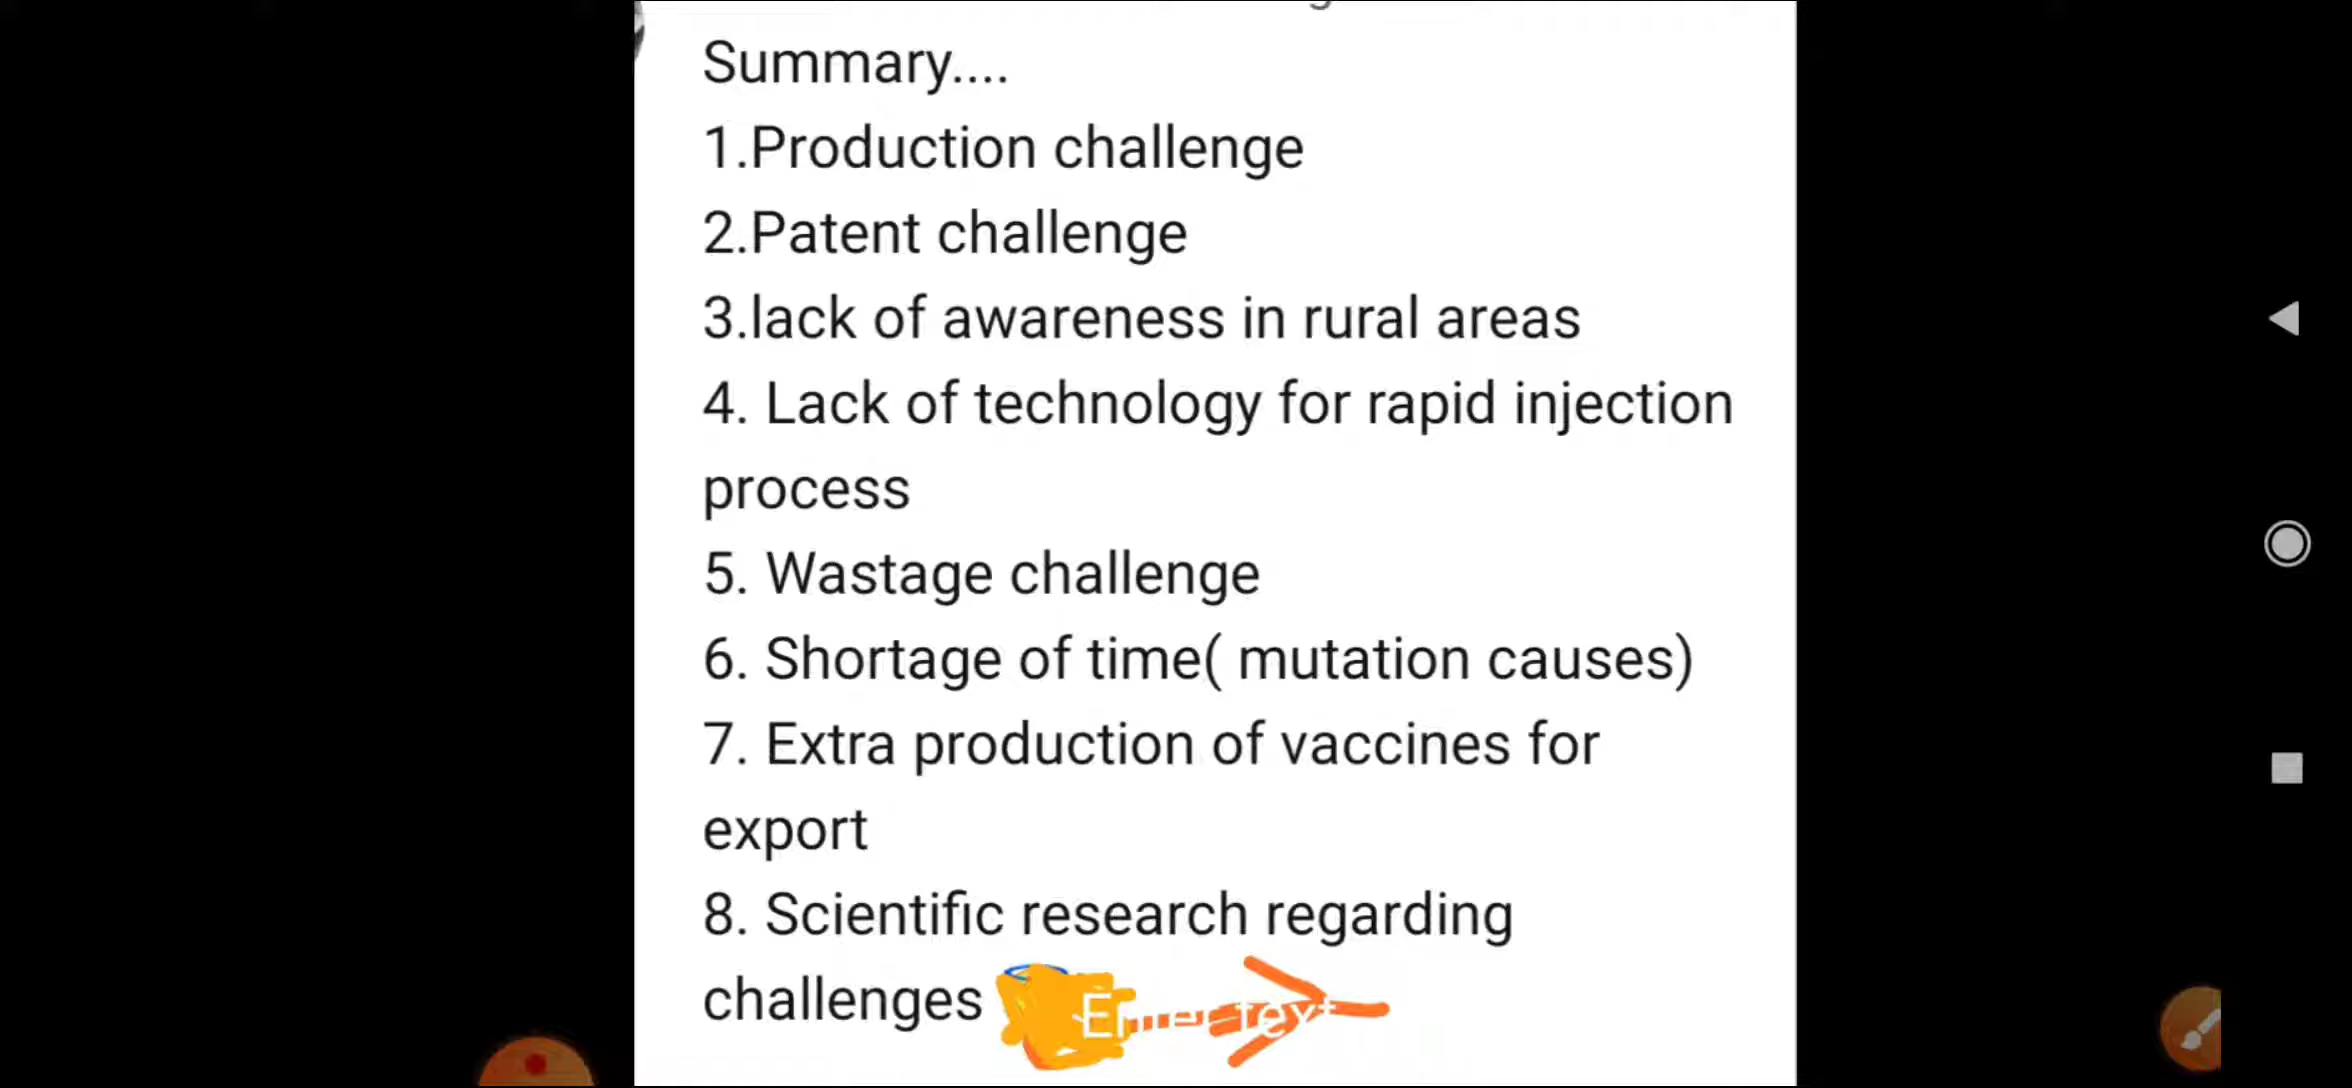 Summary....
1.Production challenge
2.Patent challenge
3.lack of awareness in rural areas
4. Lack of technology for rapid injection
process
5. Wastage challenge
6. Shortage of time( mutation causes)
7. Extra production of vaccines for
export
8. Scientific research regarding
challenges Enter text